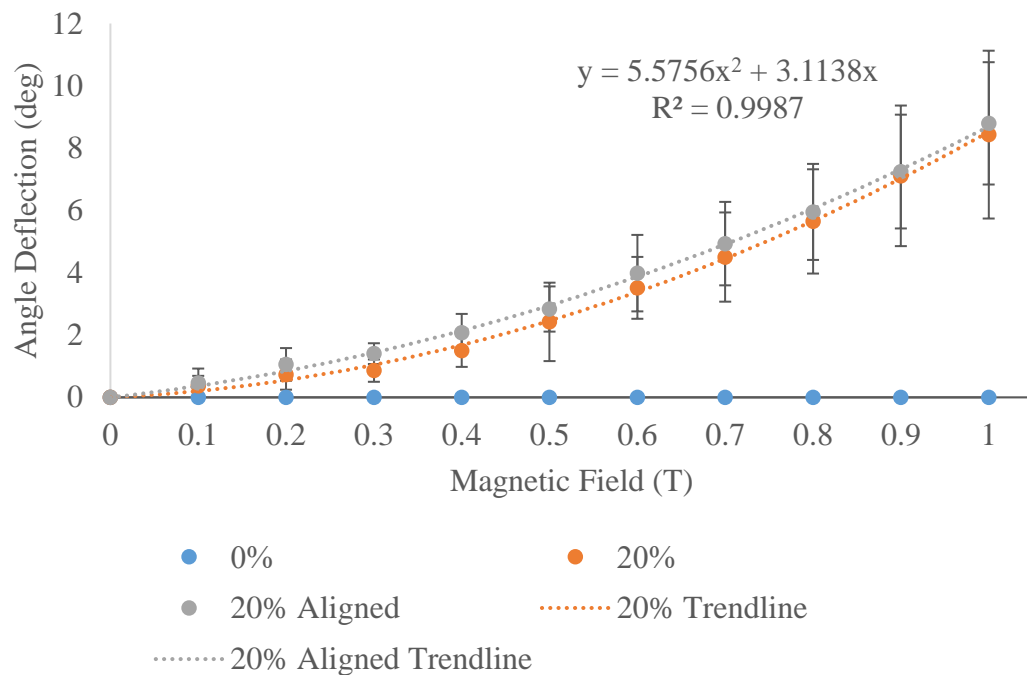 12
10
8
6
4
2
0
Angle Deflection (deg)
y = 5.5756x² + 3.1138x
R² = 0.9987
0 0.1 0.2 0.3 0.4 0.5 0.6 0.7 0.8 0.9 1
Magnetic Field (T)
0% 20%
20% Aligned 20% Trendline
20% Aligned Trendline